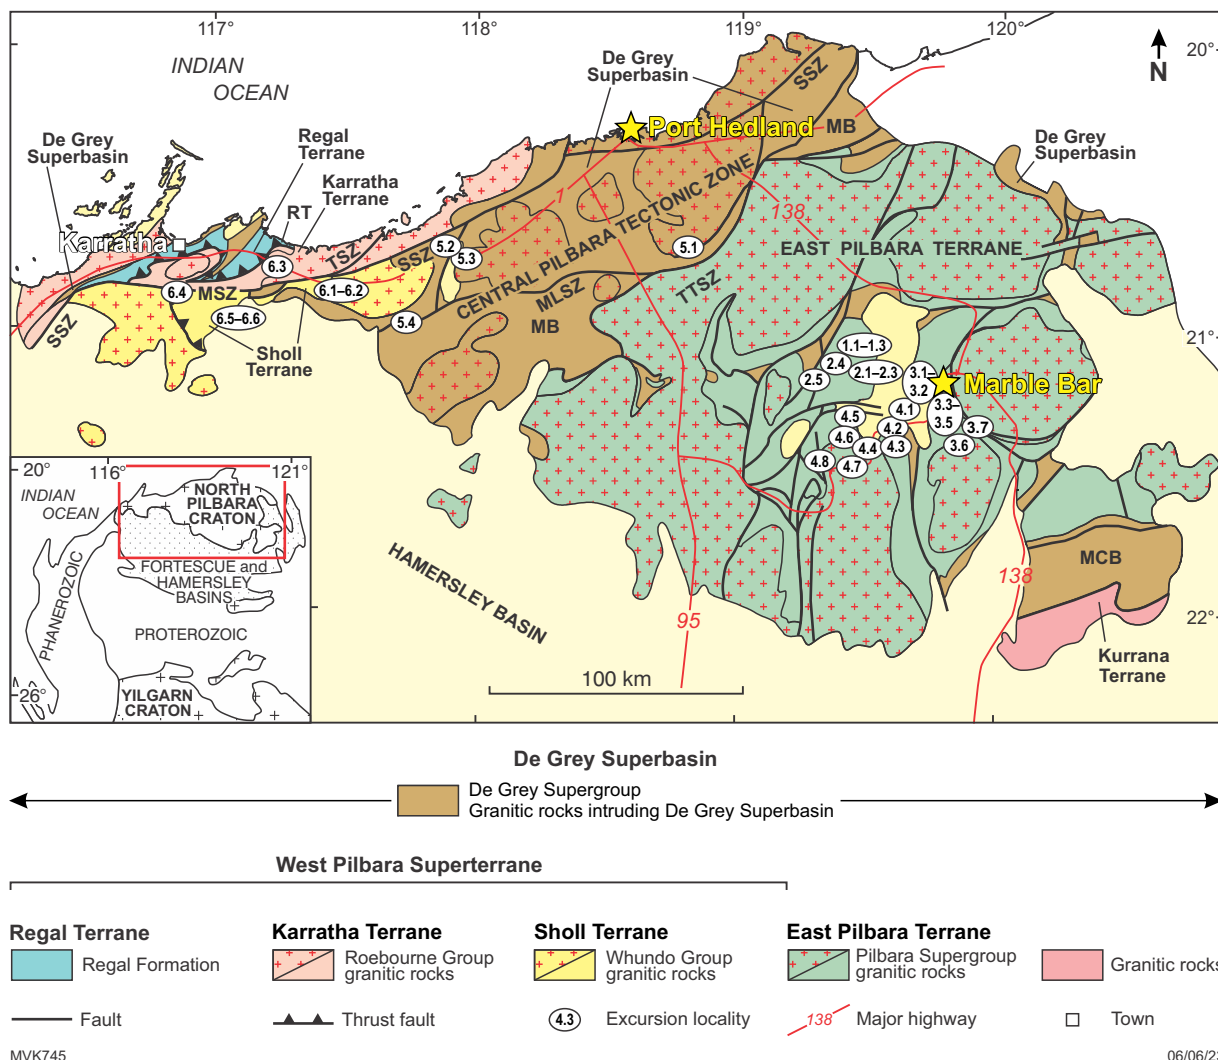 117°
118°
119°
120°
20°
21°
22°
INDIAN
OCEAN
N
De Grey
Superbasin
SSZ
MB
Port Hedland
De Grey
Superbasin
Regal
Terrane
Karratha
Terrane
RT
De Grey
Superbasin
Karratha
TSZ
SSZ
5.2
5.3
1
CENTRAL PILBARA TECTONIC ZONE
138
5.1
EAST PILBARA TERRANE
6.3
6.4
MSZ
6.1–6.2
MLSZ
TTSZ
SSZ
6.5–6.6
5.4
MB
Sholl
Terrane
1.1–1.3
2.4
2.5
2.1–2.3
3.1–
3.2
Marble Bar
3.3–
3.5
4.1
4.5
4.2
3.7
4.6
4.4
4.3
3.6
4.8
4.7
HAMERSLEY BASIN
95
138
MCB
Kurrana
Terrane
100 km
20°
116°
121°
INDIAN
OCEAN
NORTH
PILBARA
CRATON
FORTESCUE and
HAMERSLEY
BASINS
PHANEROZOIC
PROTEROZOIC
26°
YILGARN
CRATON
De Grey Superbasin
De Grey Supergroup
Granitic rocks intruding De Grey Superbasin
West Pilbara Superterrane
Regal Terrane
Regal Formation
Karratha Terrane
Roebourne Group
granitic rocks
Sholl Terrane
Whundo Group
granitic rocks
East Pilbara Terrane
Pilbara Supergroup
granitic rocks
Granitic rocks
Fault
Thrust fault
4.3
Excursion locality
138
Major highway
Town
MVK745
06/06/2